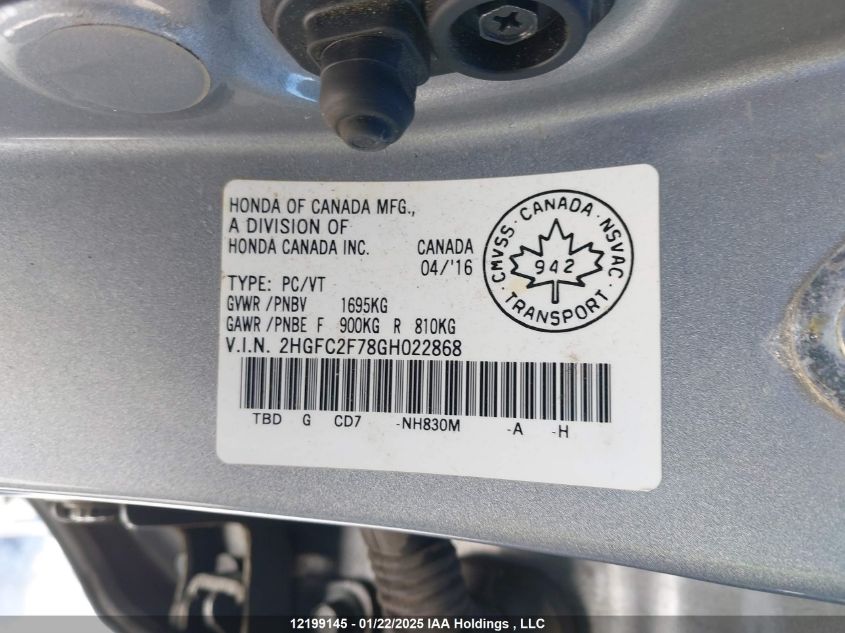 HONDA OF CANADA MFG.,
A DIVISION OF
HONDA CANADA INC. CANADA
04/'16
TYPE: PC/VT
GVWR /PNBV 1695KG
GAWR /PNBE F 900KG R 810KG
V.I.N. 2HGFC2F78GH022868
TBD G CD7 -NH830M -A -H
CMVSS · CANADA · NSVAC · TRANSPORT ·
942
12199145 - 01/22/2025 IAA Holdings , LLC